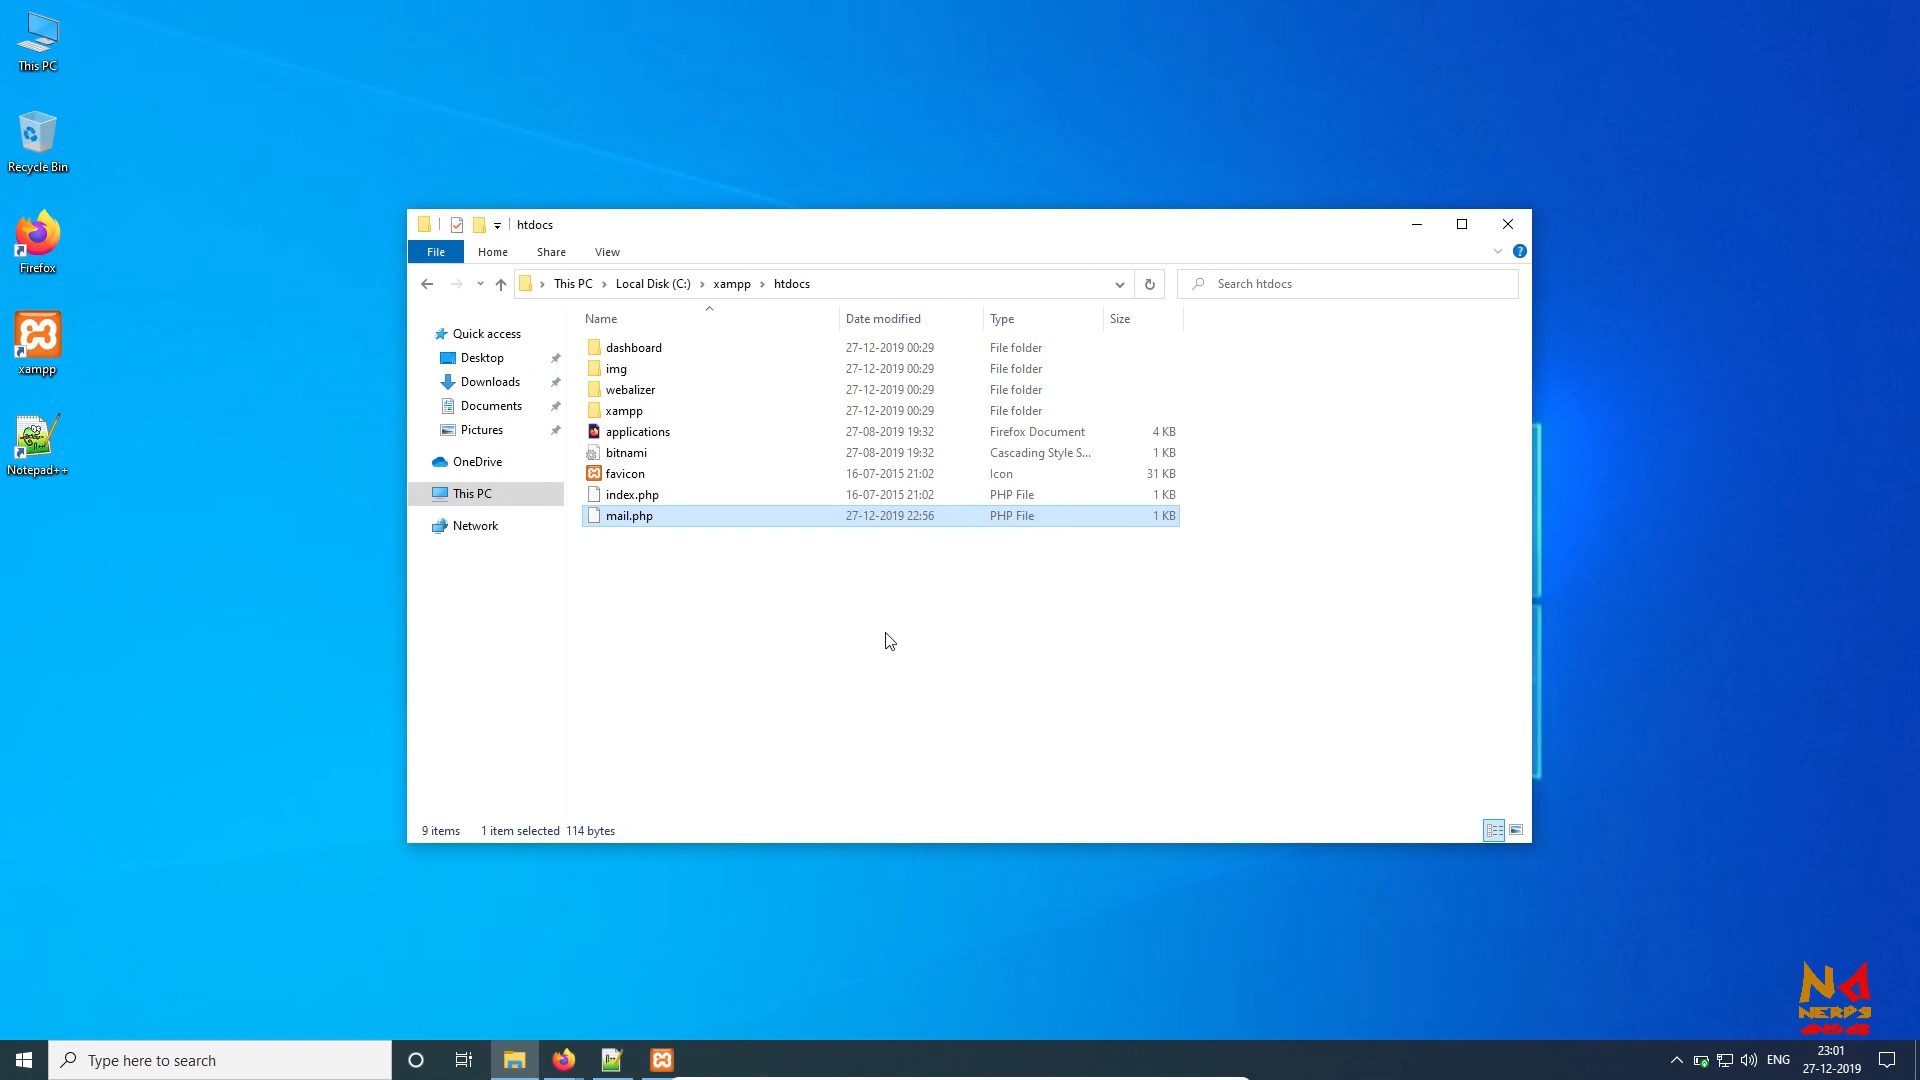 This PC
Recycle Bin
Firefox
xampp
Notepad++
htdocs
File Home Share View
This PC Local Disk (C:) xampp htdocs
Search htdocs
Quick access
Desktop
Downloads
Documents
Pictures
OneDrive
This PC
Network
Name Date modified Type Size
dashboard 27-12-2019 00:29 File folder
img 27-12-2019 00:29 File folder
webalizer 27-12-2019 00:29 File folder
xampp 27-12-2019 00:29 File folder
applications 27-08-2019 19:32 Firefox Document 4 KB
bitnami 27-08-2019 19:32 Cascading Style S... 1 KB
favicon 16-07-2015 21:02 Icon 31 KB
index.php 16-07-2015 21:02 PHP File 1 KB
mail.php 27-12-2019 22:56 PHP File 1 KB
9 items 1 item selected 114 bytes
Type here to search
ENG
23:01
27-12-2019